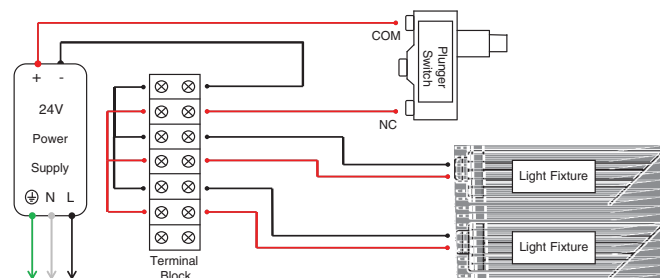 COM
Plunger
Switch
NC
+ -
24V
Power
Supply
N L
Terminal
Block
Light Fixture
Light Fixture